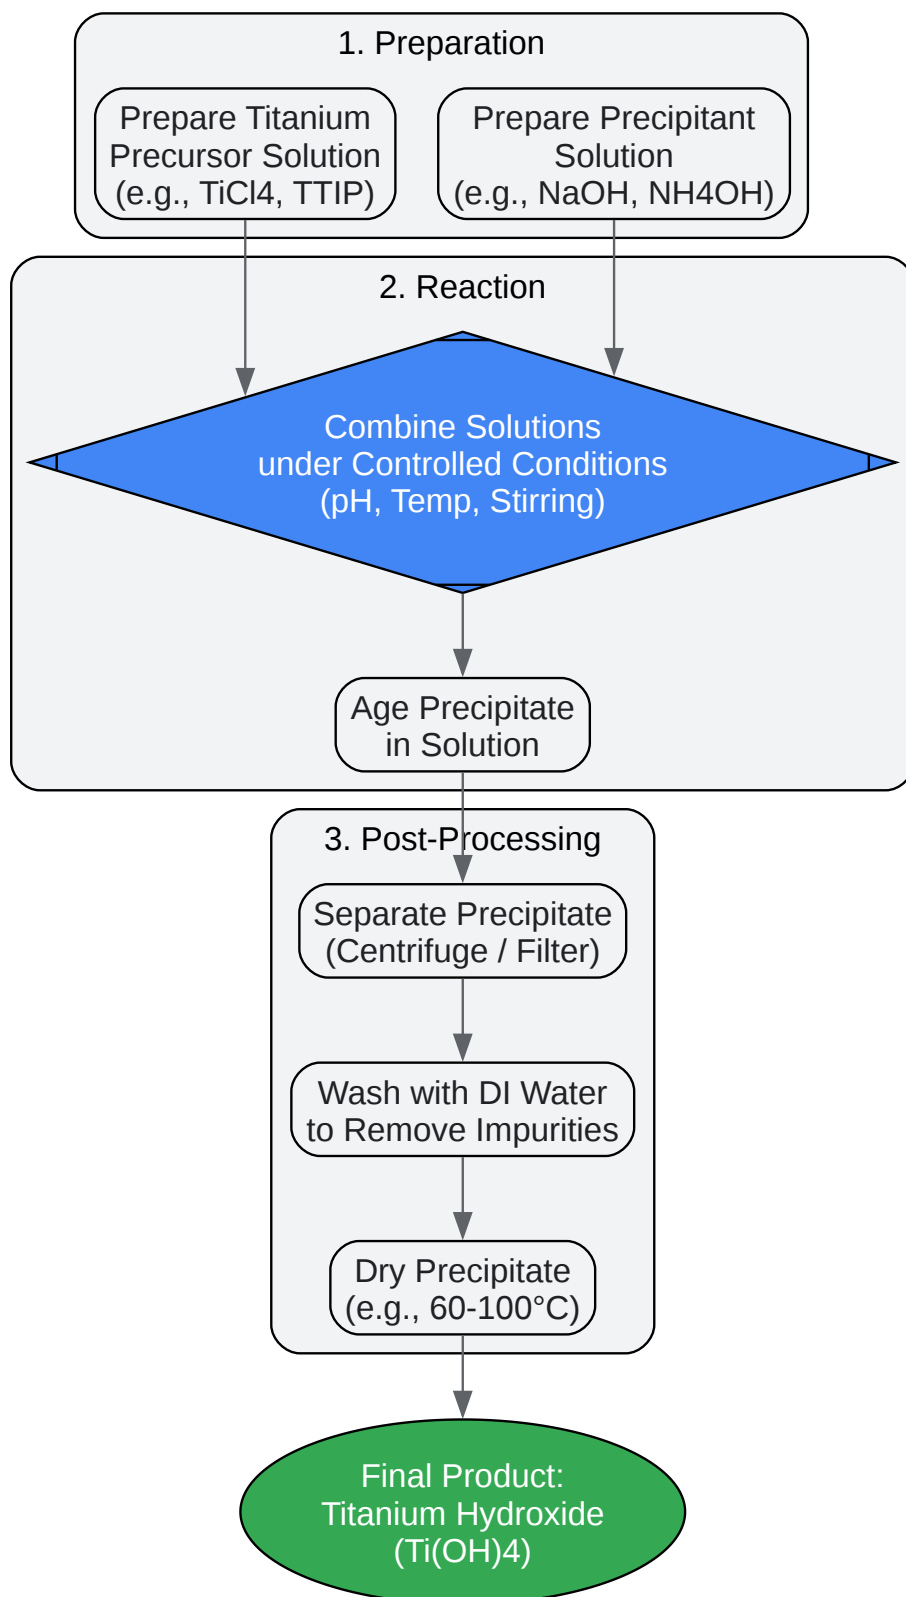 1. Preparation
Prepare Titanium
Precursor Solution
(e.g., TiCl4, TTIP)
Prepare Precipitant
Solution
(e.g., NaOH, NH4OH)
2. Reaction
Combine Solutions
under Controlled Conditions
(pH, Temp, Stirring)
Age Precipitate
in Solution
3. Post-Processing
Separate Precipitate
(Centrifuge / Filter)
Wash with DI Water
to Remove Impurities
Dry Precipitate
(e.g., 60-100°C)
Final Product:
Titanium Hydroxide
(Ti(OH)4)